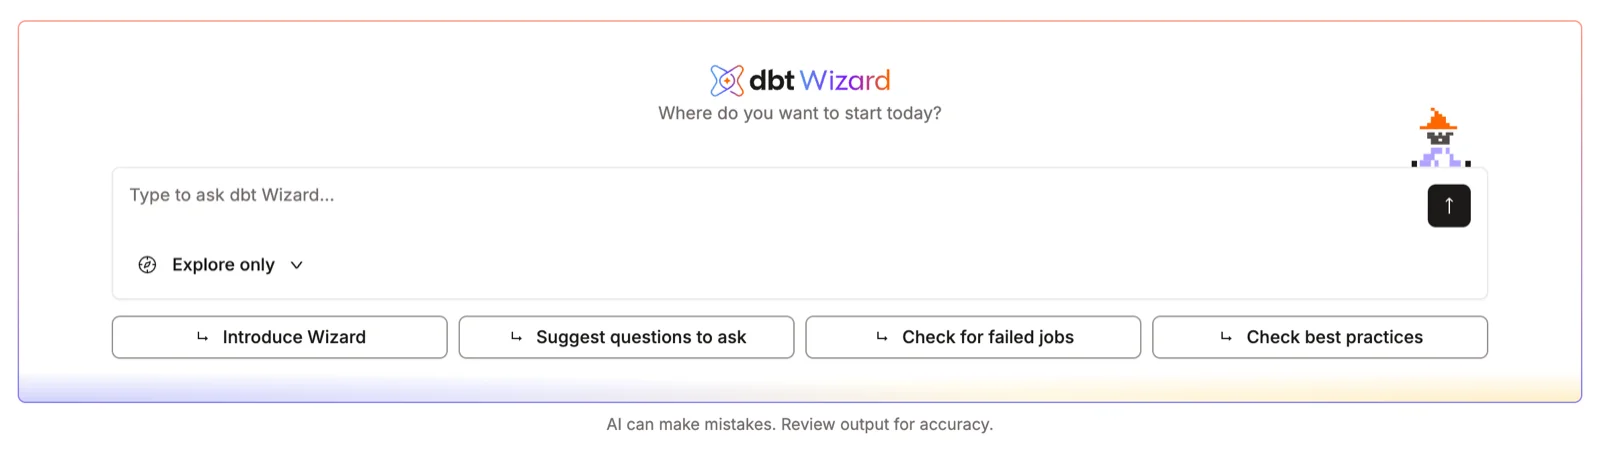 dbt Wizard
Where do you want to start today?
Type to ask dbt Wizard...
Explore only
Introduce Wizard
Suggest questions to ask
Check for failed jobs
Check best practices
AI can make mistakes. Review output for accuracy.